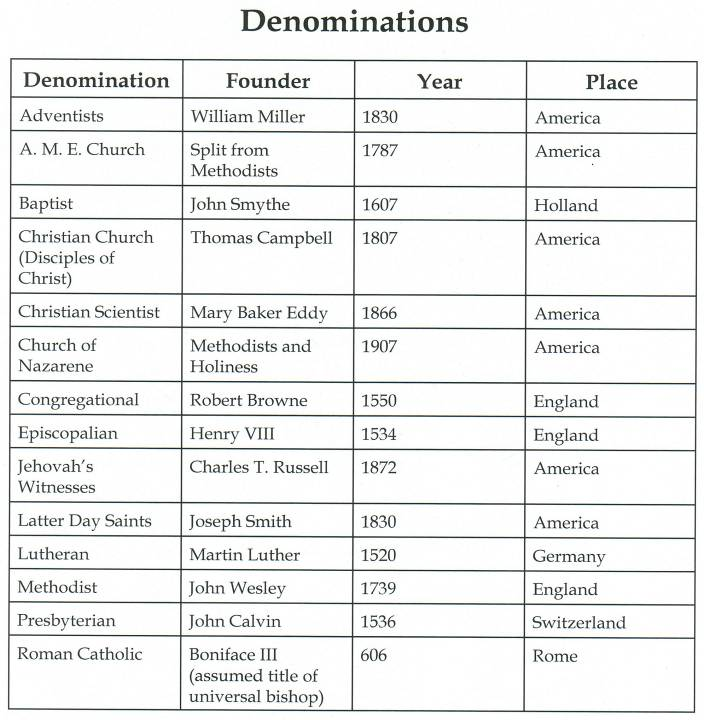 Denominations
Denomination Founder Year Place
Adventists William Miller 1830 America
A. M. E. Church Split from 1787 America
Methodists
Baptist John Smythe 1607 Holland
Christian Church Thomas Campbell 1807 America
(Disciples of
Christ)
Christian Scientist Mary Baker Eddy 1866 America
Church of Methodists and 1907 America
Nazarene Holiness
Congregational Robert Browne 1550 England
Episcopalian Henry VIII 1534 England
Jehovah's Charles T. Russell 1872 America
Witnesses
Latter Day Saints Joseph Smith 1830 America
Lutheran Martin Luther 1520 Germany
Methodist John Wesley 1739 England
Presbyterian John Calvin 1536 Switzerland
Roman Catholic Boniface III 606 Rome
(assumed title of
universal bishop)